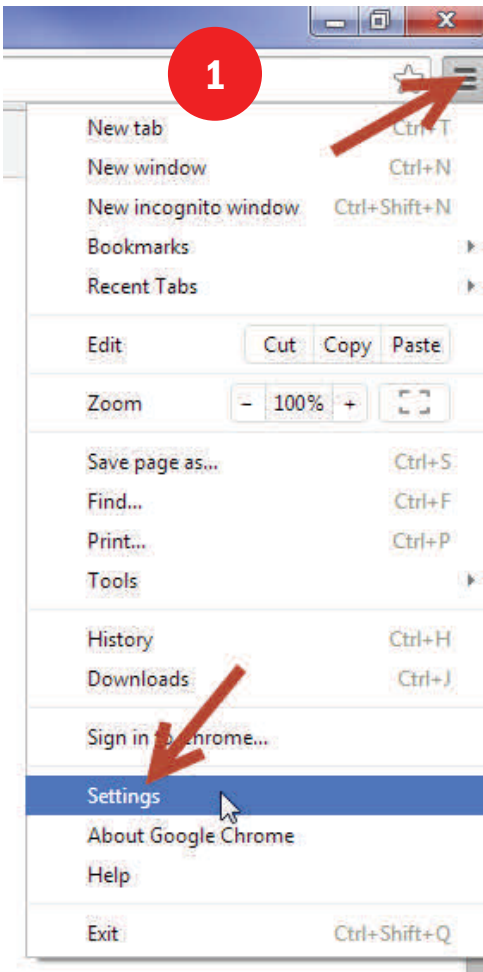 1
New tab Ctrl+T
New window Ctrl+N
New incognito window Ctrl+Shift+N
Bookmarks
Recent Tabs
Edit Cut Copy Paste
Zoom - 100% +
Save page as... Ctrl+S
Find... Ctrl+F
Print... Ctrl+P
Tools
History Ctrl+H
Downloads Ctrl+J
Sign in to Chrome...
Settings
About Google Chrome
Help
Exit Ctrl+Shift+Q